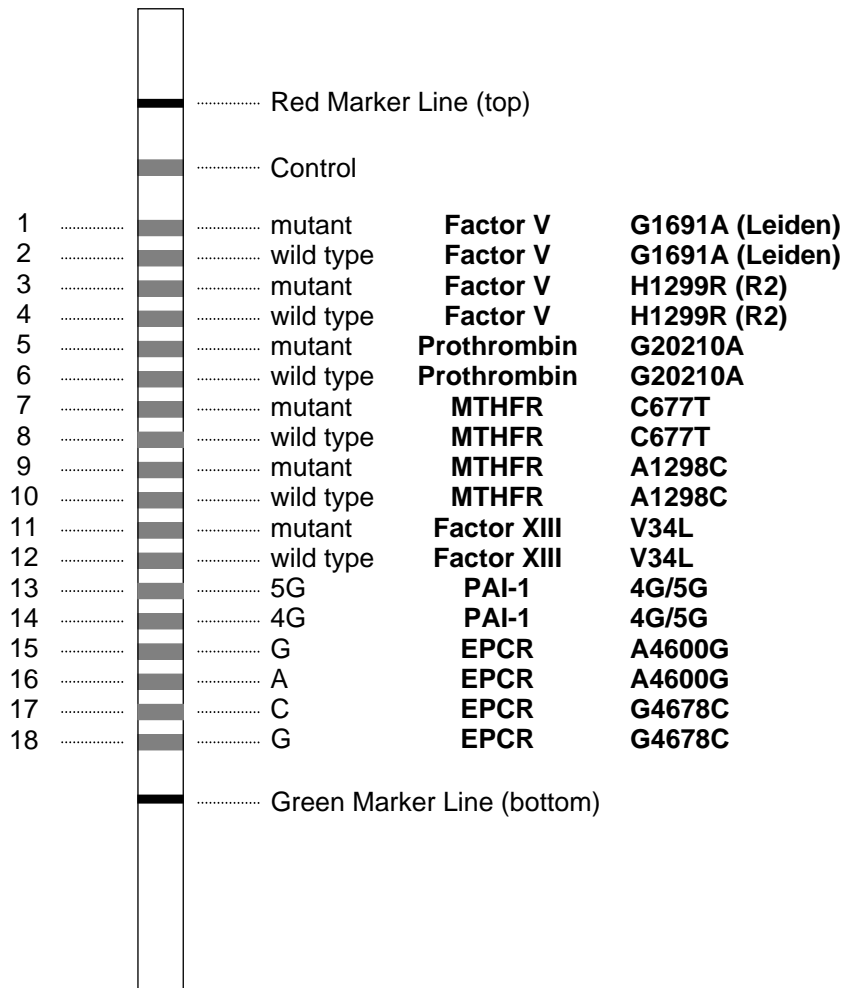 Red Marker Line (top)
Control
1 mutant Factor V G1691A (Leiden)
2 wild type Factor V G1691A (Leiden)
3 mutant Factor V H1299R (R2)
4 wild type Factor V H1299R (R2)
5 mutant Prothrombin G20210A
6 wild type Prothrombin G20210A
7 mutant MTHFR C677T
8 wild type MTHFR C677T
9 mutant MTHFR A1298C
10 wild type MTHFR A1298C
11 mutant Factor XIII V34L
12 wild type Factor XIII V34L
13 5G PAI-1 4G/5G
14 4G PAI-1 4G/5G
15 G EPCR A4600G
16 A EPCR A4600G
17 C EPCR G4678C
18 G EPCR G4678C
Green Marker Line (bottom)